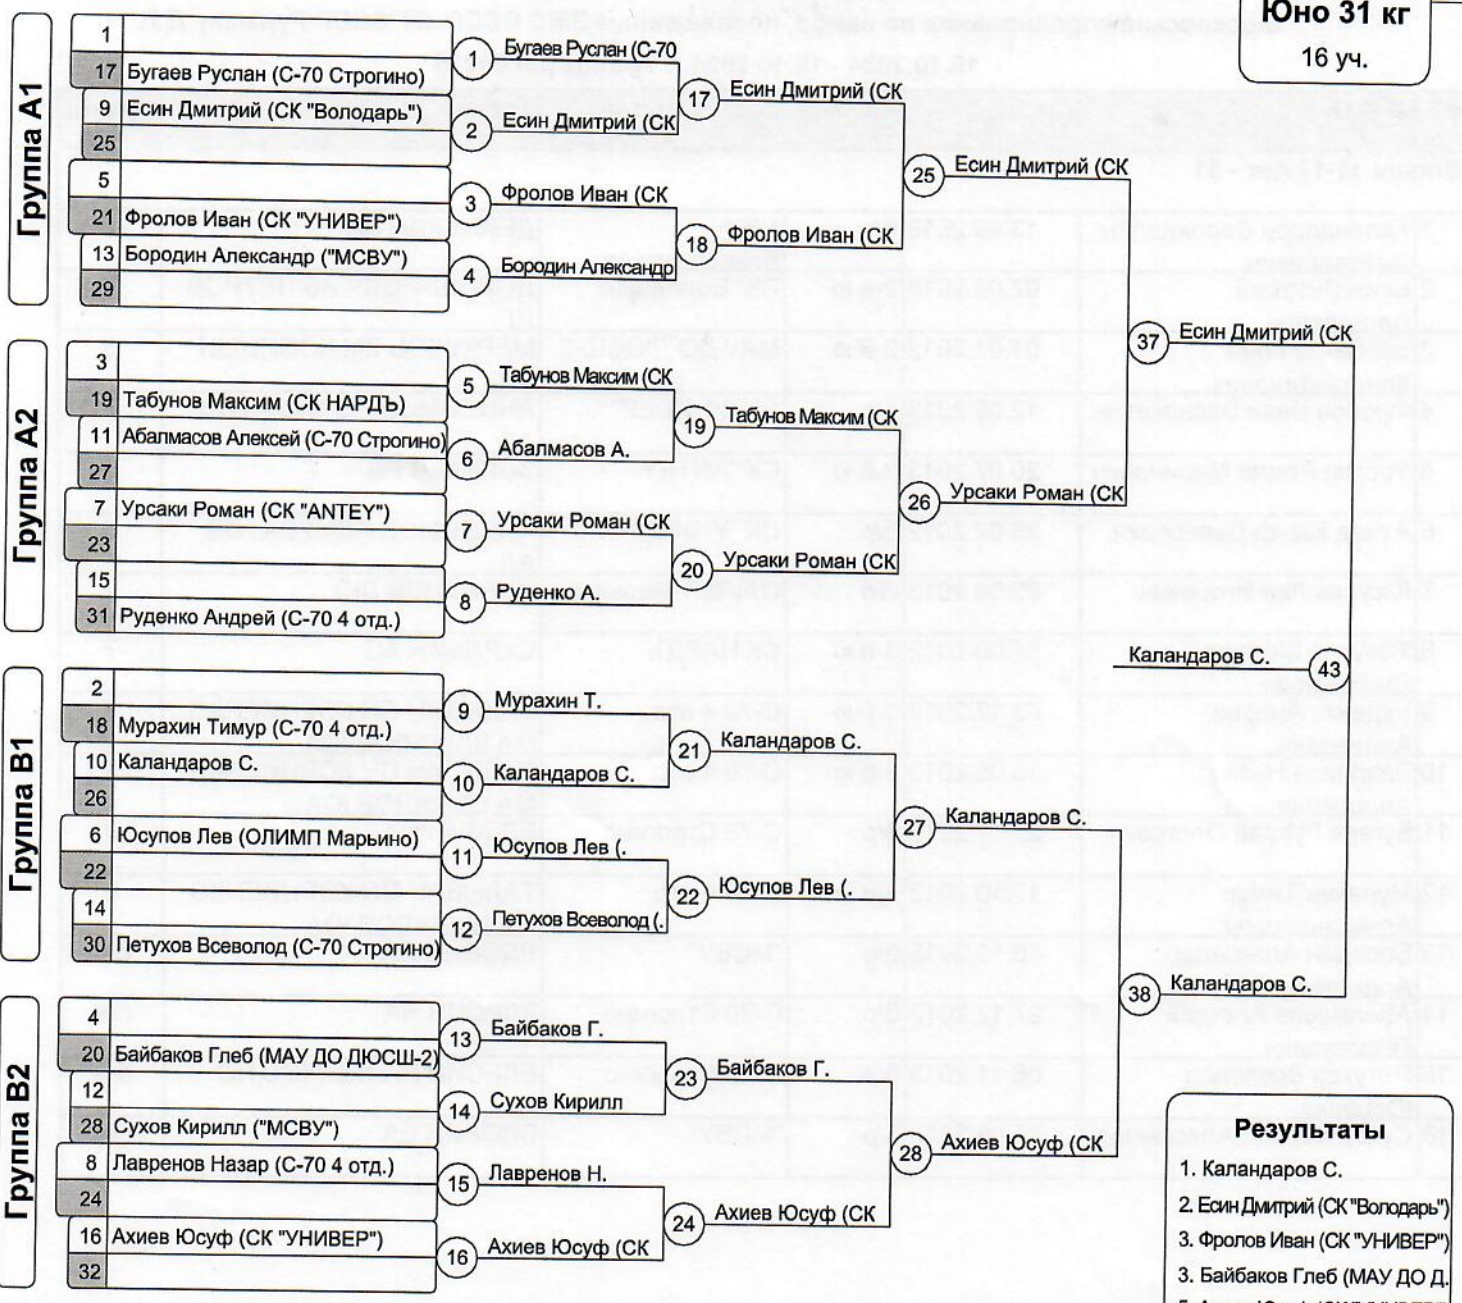 Юно 31 кг
16 уч.
Группа А1
1
17 Бугаев Руслан (С-70 Строгино)
9 Есин Дмитрий (СК "Володарь")
25
5
21 Фролов Иван (СК "УНИВЕР")
13 Бородин Александр ("МСВУ")
29
Группа А2
3
19 Табунов Максим (СК НАРДЪ)
11 Абалмасов Алексей (С-70 Строгино)
27
7 Урсаки Роман (СК "ANTEY")
23
15
31 Руденко Андрей (С-70 4 отд.)
Группа В1
2
18 Мурахин Тимур (С-70 4 отд.)
10 Каландаров С.
26
6 Юсупов Лев (ОЛИМП Марьино)
22
14
30 Петухов Всеволод (С-70 Строгино)
Группа В2
4
20 Байбаков Глеб (МАУ ДО ДЮСШ-2)
12
28 Сухов Кирилл ("МСВУ")
8 Лавренов Назар (С-70 4 отд.)
24
16 Ахиев Юсуф (СК "УНИВЕР")
32
1 Бугаев Руслан (С-70
2 Есин Дмитрий (СК
3 Фролов Иван (СК
4 Бородин Александр
5 Табунов Максим (СК
6 Абалмасов А.
7 Урсаки Роман (СК
8 Руденко А.
9 Мурахин Т.
10 Каландаров С.
11 Юсупов Лев (.
12 Петухов Всеволод (.
13 Байбаков Г.
14 Сухов Кирилл
15 Лавренов Н.
16 Ахиев Юсуф (СК
17 Есин Дмитрий (СК
18 Фролов Иван (СК
19 Табунов Максим (СК
20 Урсаки Роман (СК
21 Каландаров С.
22 Юсупов Лев (.
23 Байбаков Г.
24 Ахиев Юсуф (СК
25 Есин Дмитрий (СК
26 Урсаки Роман (СК
27 Каландаров С.
28 Ахиев Юсуф (СК
37 Есин Дмитрий (СК
38 Каландаров С.
Каландаров С. 43
Результаты
1. Каландаров С.
2. Есин Дмитрий (СК "Володарь")
3. Фролов Иван (СК "УНИВЕР")
3. Байбаков Глеб (МАУ ДО Д.